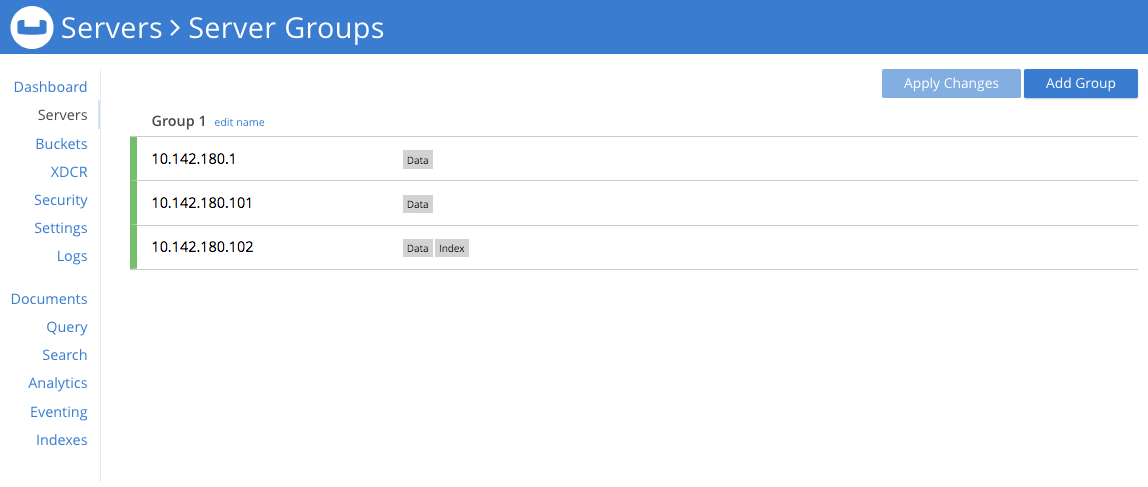 Servers > Server Groups
Apply Changes
Add Group
Dashboard
Servers
Buckets
XDCR
Security
Settings
Logs
Documents
Query
Search
Analytics
Eventing
Indexes
Group 1 edit name
10.142.180.1 Data
10.142.180.101 Data
10.142.180.102 Data Index